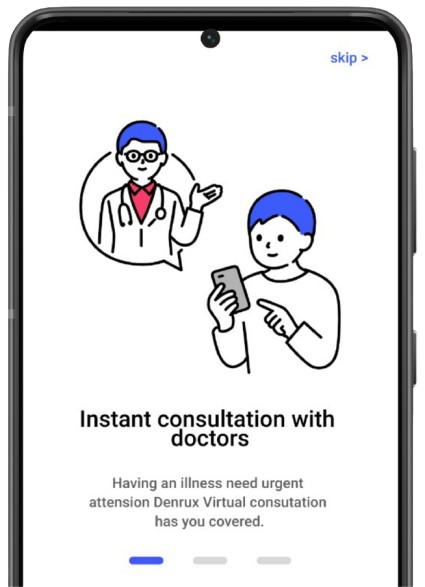 skip >
Instant consultation with
doctors
Having an illness need urgent
attension Denrux Virtual consutation
has you covered.